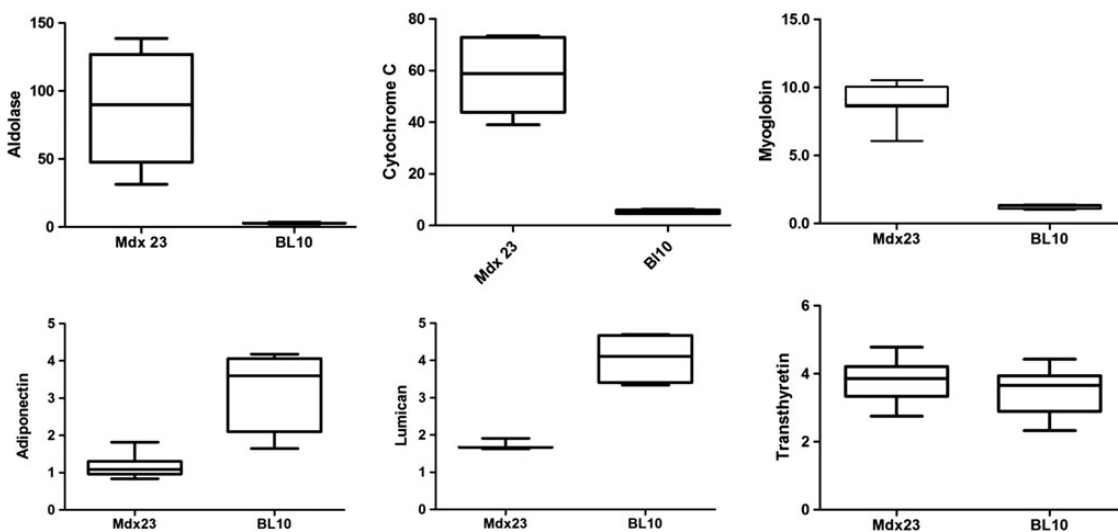 Aldolase
150
100
50
0
Mdx 23 BL10
Cytochrome C
80
60
40
20
0
Mdx 23 Bl10
Myoglobin
15.0
10.0
5.0
0.0
Mdx23 BL10
Adiponectin
5
4
3
2
1
0
Mdx23 BL10
Lumican
5
4
3
2
1
0
Mdx23 BL10
Transthyretin
6
4
2
0
Mdx23 BL10